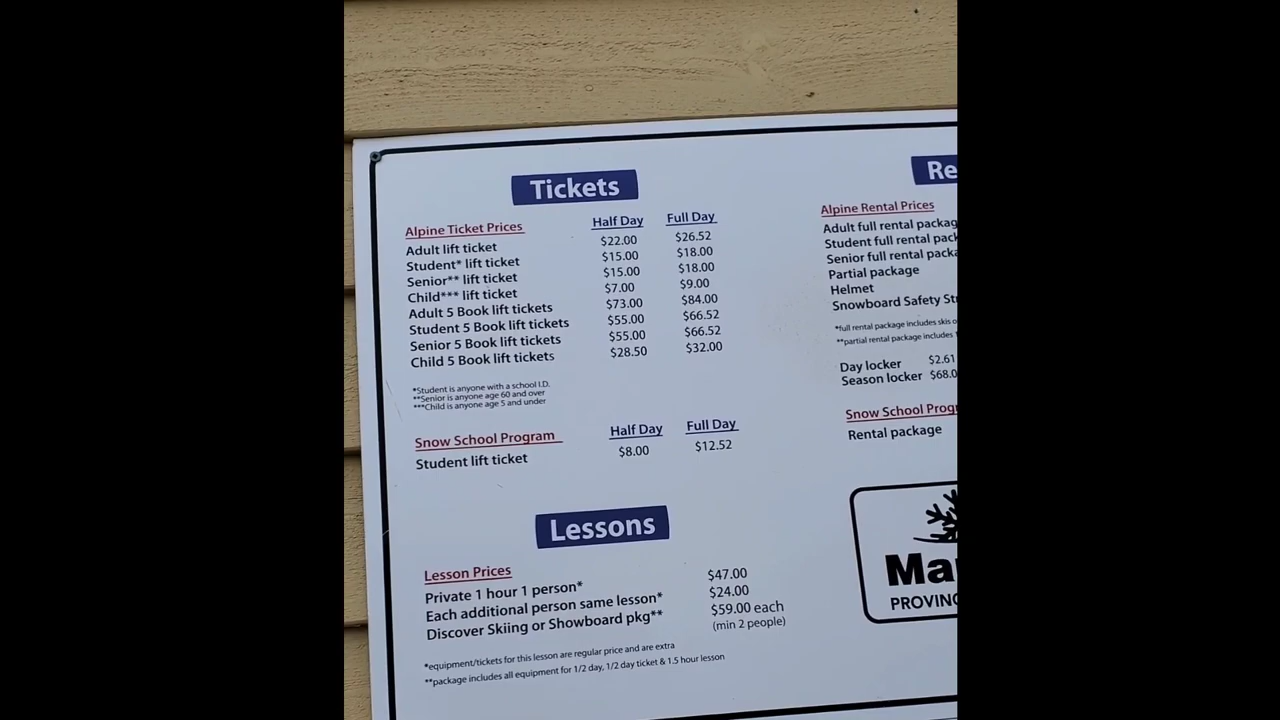 Tickets
Alpine Ticket Prices Half Day Full Day
Adult lift ticket $22.00 $26.52
Student* lift ticket $15.00 $18.00
Senior** lift ticket $15.00 $18.00
Child*** lift ticket $7.00 $9.00
Adult 5 Book lift tickets $73.00 $84.00
Student 5 Book lift tickets $55.00 $66.52
Senior 5 Book lift tickets $55.00 $66.52
Child 5 Book lift tickets $28.50 $32.00
*Student is anyone with a school I.D.
**Senior is anyone age 60 and over
***Child is anyone age 5 and under
Snow School Program Half Day Full Day
Student lift ticket $8.00 $12.52
Lessons
Lesson Prices
Private 1 hour 1 person* $47.00
Each additional person same lesson* $24.00
Discover Skiing or Showboard pkg** $59.00 each
(min 2 people)
*equipment/tickets for this lesson are regular price and are extra
**package includes all equipment for 1/2 day, 1/2 day ticket & 1.5 hour lesson
Re
Alpine Rental Prices
Adult full rental packag
Student full rental pack
Senior full rental packa
Partial package
Helmet
Snowboard Safety Str
*full rental package includes skis o
**partial rental package includes
Day locker $2.61
Season locker $68.0
Snow School Progr
Rental package
Mar
PROVINC